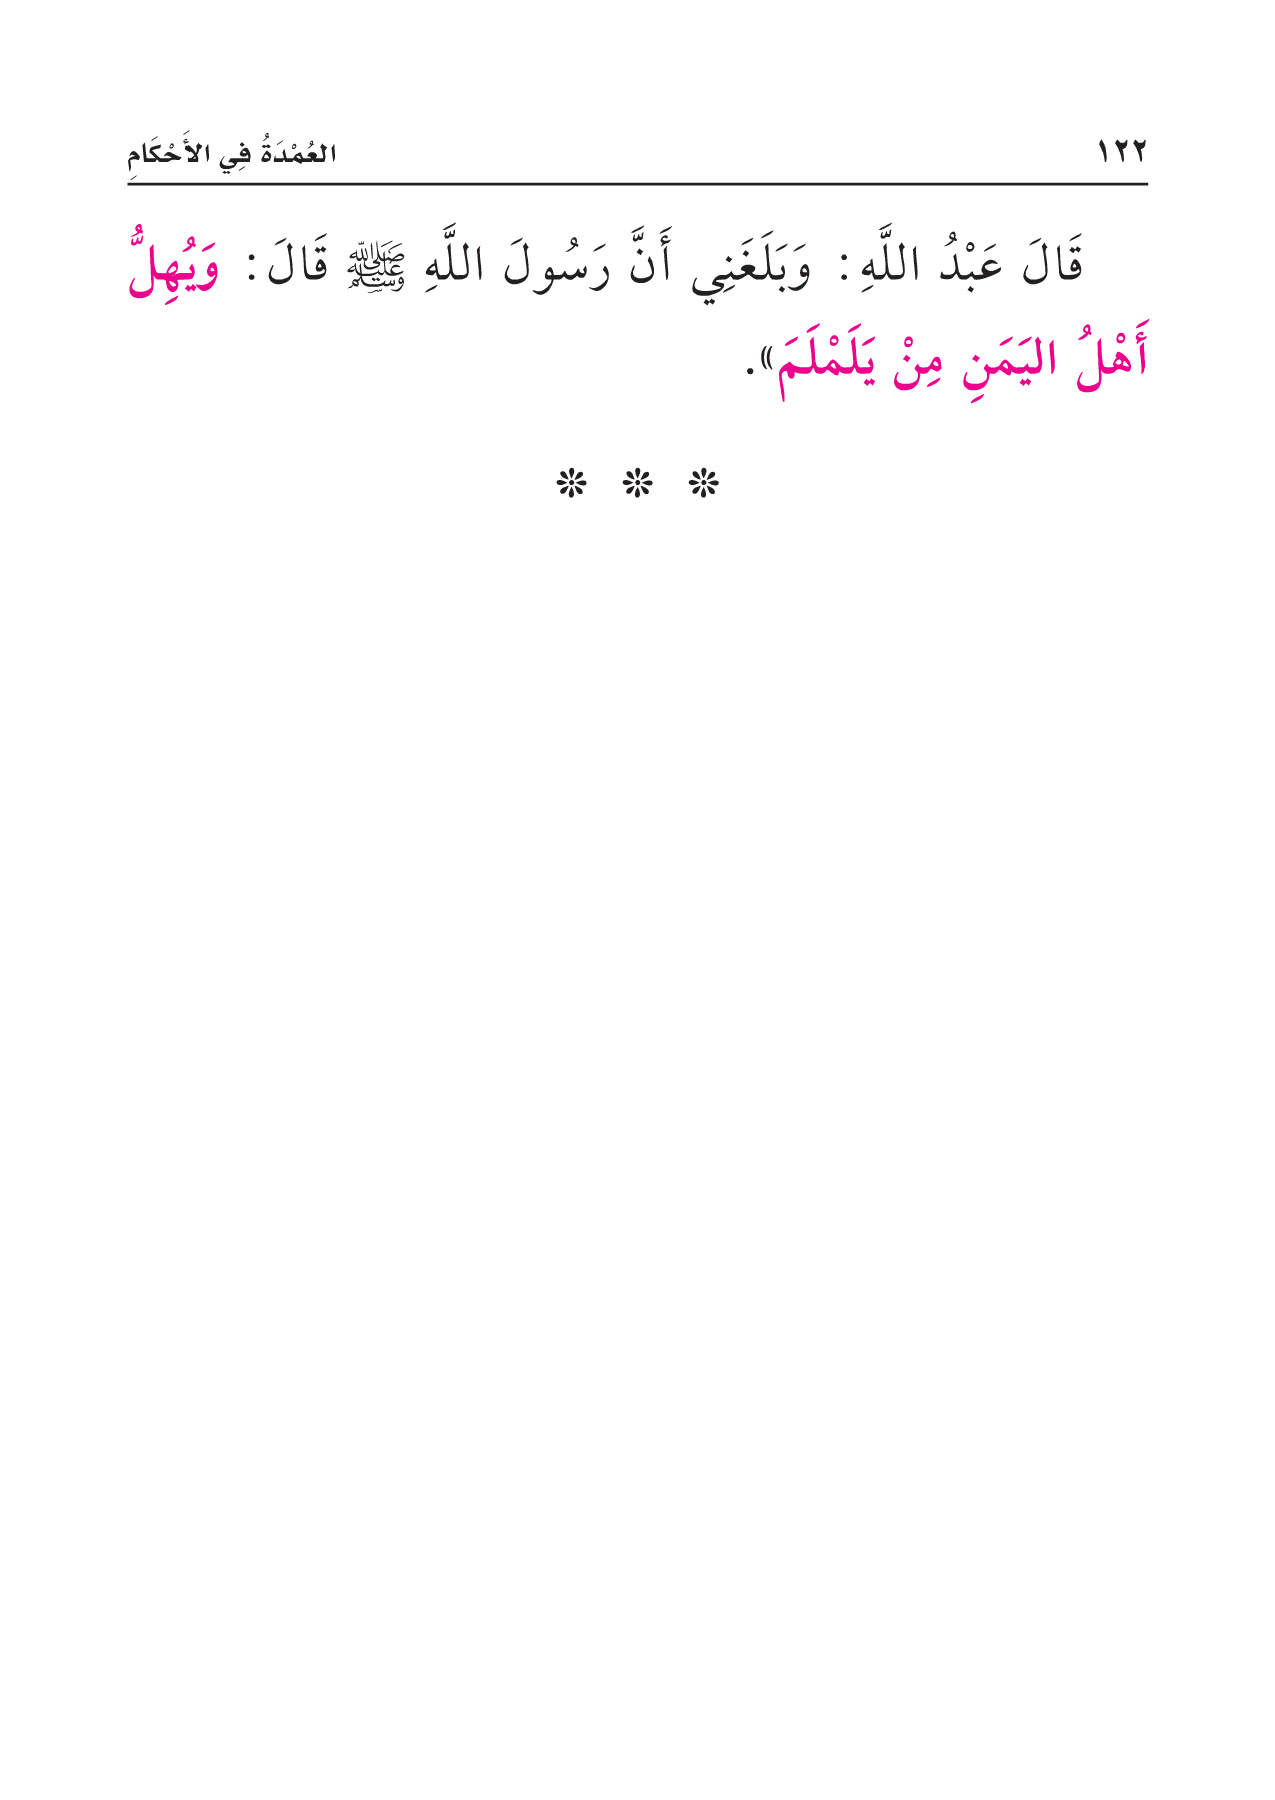 ١٢٢ العُمْدَةُ فِي الأَحْكَامِ
قَالَ عَبْدُ اللَّهِ: وَبَلَغَنِي أَنَّ رَسُولَ اللَّهِ ﷺ قَالَ: وَيُهِلُّ
أَهْلُ اليَمَنِ مِنْ يَلَمْلَمَ».